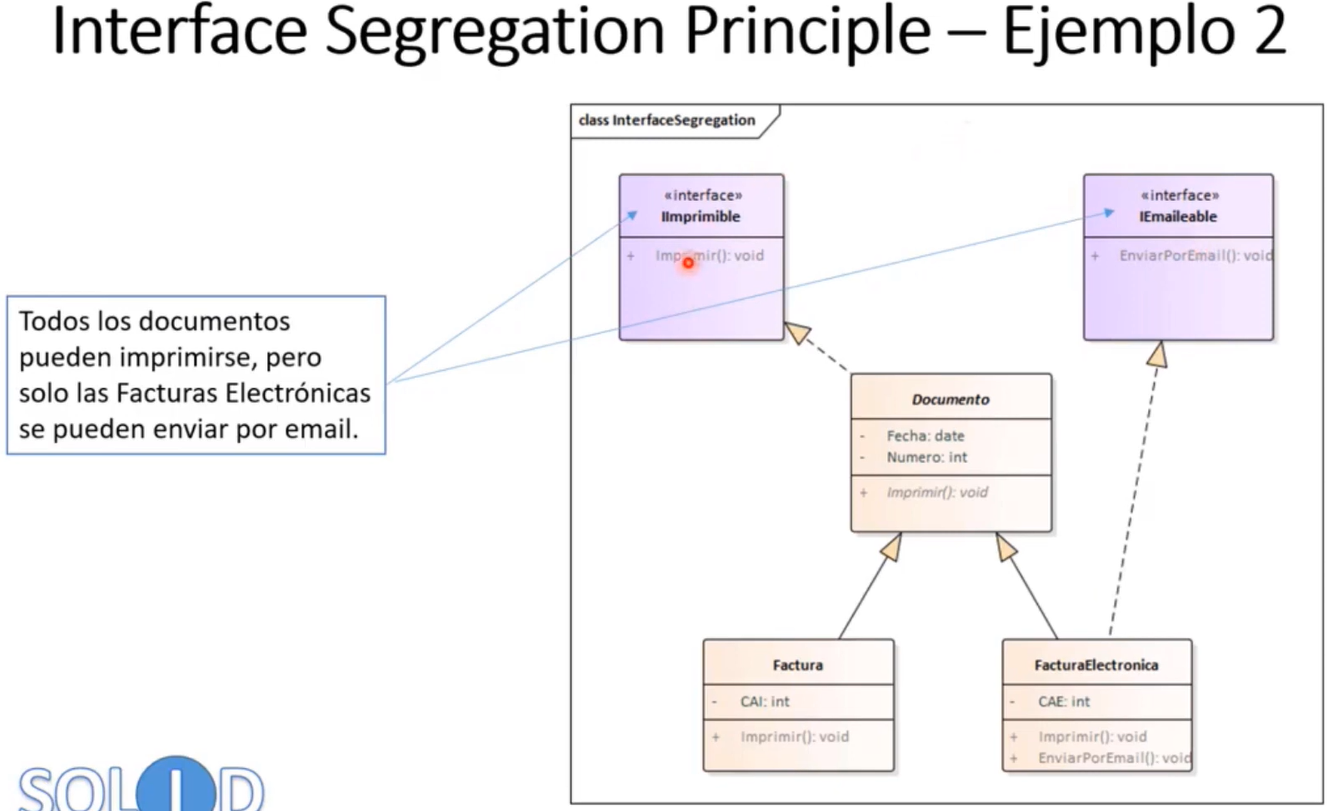 Interface Segregation Principle – Ejemplo 2
class InterfaceSegregation
«interface»
IImprimible
+ Imprimir(): void
«interface»
IEmaileable
+ EnviarPorEmail(): void
Todos los documentos
pueden imprimirse, pero
solo las Facturas Electrónicas
se pueden enviar por email.
Documento
- Fecha: date
- Numero: int
+ Imprimir(): void
Factura
- CAI: int
+ Imprimir(): void
FacturaElectronica
- CAE: int
+ Imprimir(): void
+ EnviarPorEmail(): void
SOLID